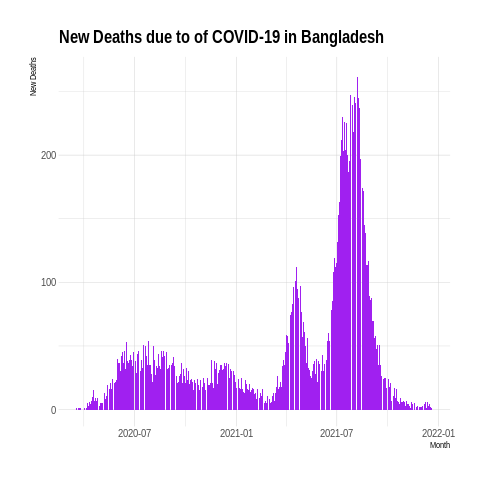 New Deaths due to of COVID-19 in Bangladesh
New Deaths
200
100
0
2020-07 2021-01 2021-07 2022-01
Month